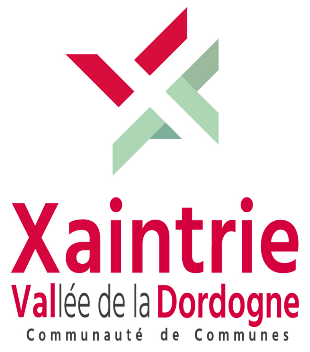 Xaintrie
Vallée de la Dordogne
Communauté de Communes